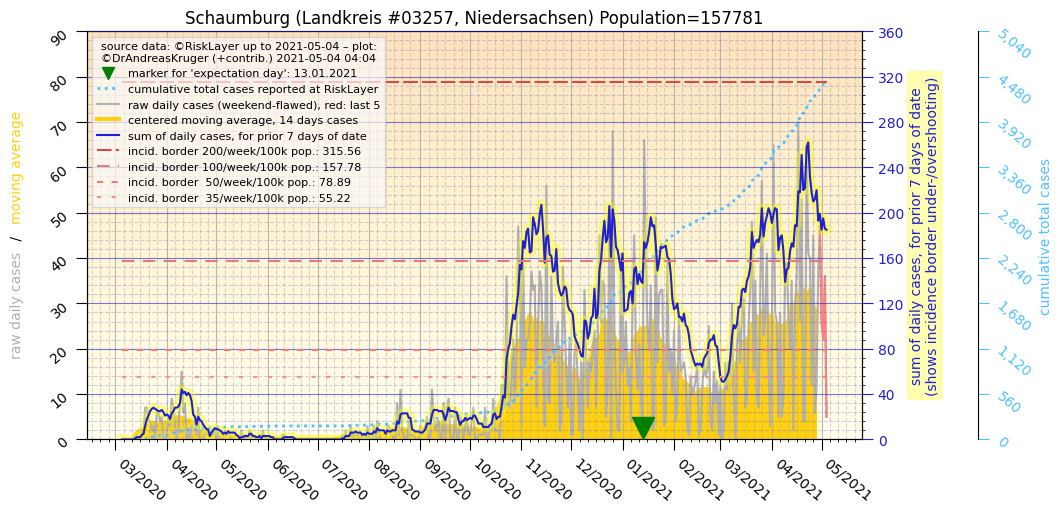 Schaumburg (Landkreis #03257, Niedersachsen) Population=157781
source data: ©RiskLayer up to 2021-05-04 – plot:
©DrAndreasKruger (+contrib.) 2021-05-04 04:04
marker for 'expectation day': 13.01.2021
cumulative total cases reported at RiskLayer
raw daily cases (weekend-flawed), red: last 5
centered moving average, 14 days cases
sum of daily cases, for prior 7 days of date
incid. border 200/week/100k pop.: 315.56
incid. border 100/week/100k pop.: 157.78
incid. border  50/week/100k pop.: 78.89
incid. border  35/week/100k pop.: 55.22
raw daily cases / moving average
90
80
70
60
50
40
30
20
10
0
03/2020
04/2020
05/2020
06/2020
07/2020
08/2020
09/2020
10/2020
11/2020
12/2020
01/2021
02/2021
03/2021
04/2021
05/2021
360
320
280
240
200
160
120
80
40
0
sum of daily cases, for prior 7 days of date
(shows incidence border under-/overshooting)
5,040
4,480
3,920
3,360
2,800
2,240
1,680
1,120
560
0
cumulative total cases